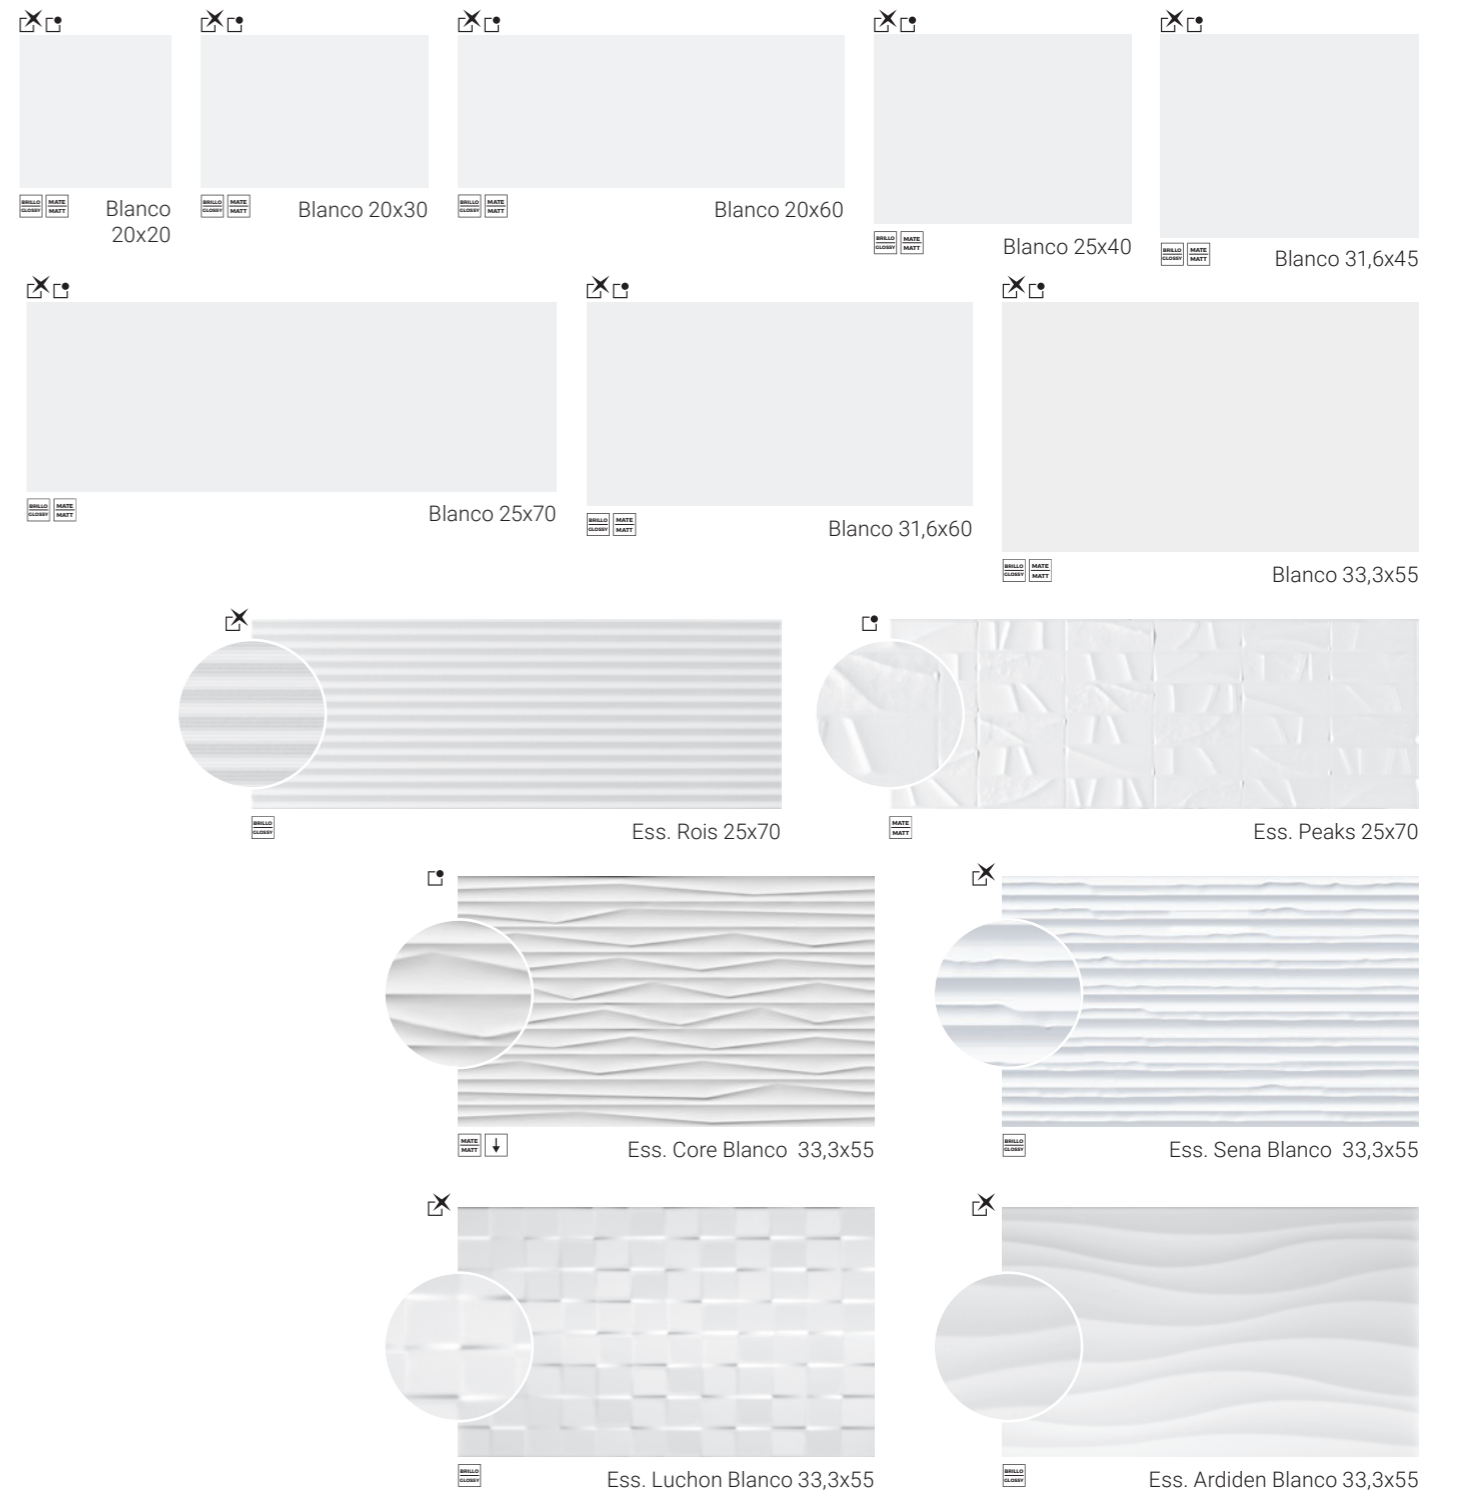 BRILLO
GLOSSY
MATE
MATT
Blanco
20x20
BRILLO
GLOSSY
MATE
MATT
Blanco 20x30
BRILLO
GLOSSY
MATE
MATT
Blanco 20x60
BRILLO
GLOSSY
MATE
MATT
Blanco 25x40
BRILLO
GLOSSY
MATE
MATT
Blanco 31,6x45
BRILLO
GLOSSY
MATE
MATT
Blanco 25x70
BRILLO
GLOSSY
MATE
MATT
Blanco 31,6x60
BRILLO
GLOSSY
MATE
MATT
Blanco 33,3x55
BRILLO
GLOSSY
Ess. Rois 25x70
MATE
MATT
Ess. Peaks 25x70
MATE
MATT
Ess. Core Blanco 33,3x55
BRILLO
GLOSSY
Ess. Sena Blanco 33,3x55
BRILLO
GLOSSY
Ess. Luchon Blanco 33,3x55
BRILLO
GLOSSY
Ess. Ardiden Blanco 33,3x55